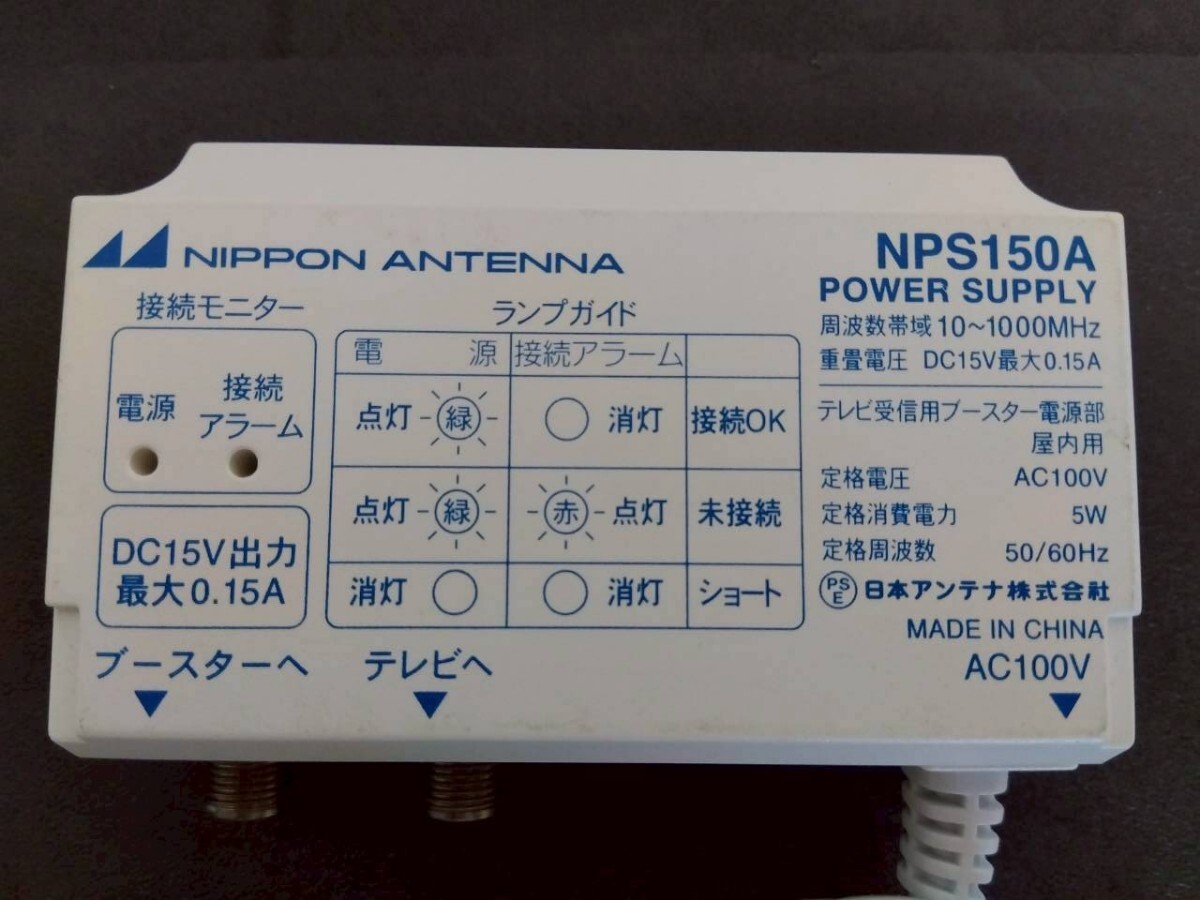 NIPPON ANTENNA
接続モニター
電源
接続
アラーム
DC15V出力
最大0.15A
ランプガイド
電 源 接続アラーム
点灯 緑 消灯 接続OK
点灯 緑 赤 点灯 未接続
消灯 消灯 ショート
NPS150A
POWER SUPPLY
周波数帯域 10～1000MHz
重畳電圧 DC15V最大0.15A
テレビ受信用ブースター電源部
屋内用
定格電圧 AC100V
定格消費電力 5W
定格周波数 50/60Hz
PS
E 日本アンテナ株式会社
MADE IN CHINA
ブースターへ
テレビへ
AC100V